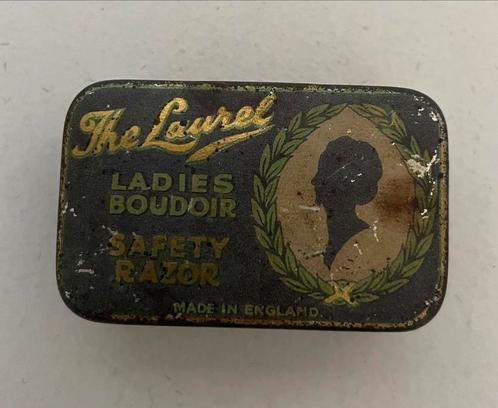 The Laurel
LADIES
BOUDOIR
SAFETY
RAZOR
MADE IN ENGLAND.